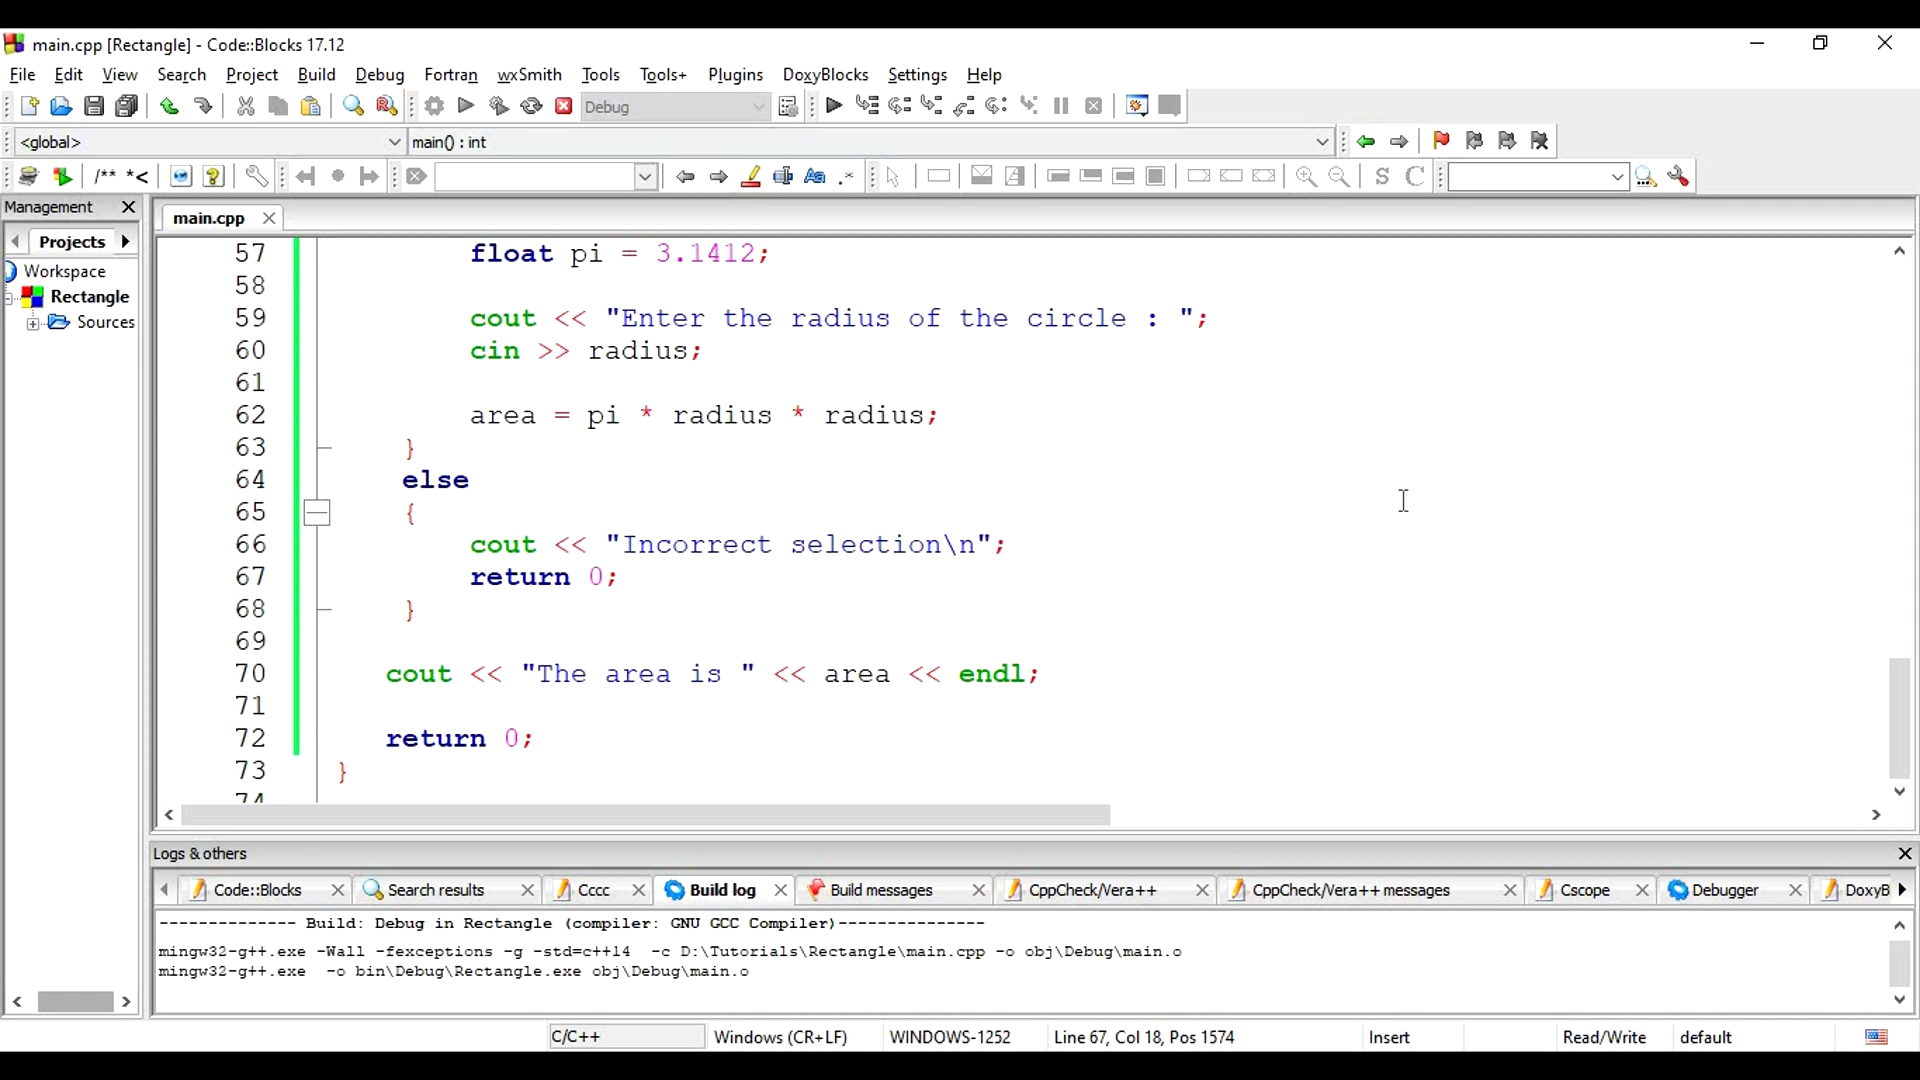 main.cpp [Rectangle] - Code::Blocks 17.12
File Edit View Search Project Build Debug Fortran wxSmith Tools Tools+ Plugins DoxyBlocks Settings Help
Debug
<global> main() : int
/** *< Aa .* S C
Management
main.cpp
Projects
Workspace
Rectangle
Sources
57 float pi = 3.1412;
58
59 cout << "Enter the radius of the circle : ";
60 cin >> radius;
61
62 area = pi * radius * radius;
63 }
64 else
65 {
66 cout << "Incorrect selection\n";
67 return 0;
68 }
69
70 cout << "The area is " << area << endl;
71
72 return 0;
73 }
74
Logs & others
Code::Blocks Search results Cccc Build log Build messages CppCheck/Vera++ CppCheck/Vera++ messages Cscope Debugger DoxyB
-------------- Build: Debug in Rectangle (compiler: GNU GCC Compiler)---------------
mingw32-g++.exe -Wall -fexceptions -g -std=c++14 -c D:\Tutorials\Rectangle\main.cpp -o obj\Debug\main.o
mingw32-g++.exe -o bin\Debug\Rectangle.exe obj\Debug\main.o
C/C++ Windows (CR+LF) WINDOWS-1252 Line 67, Col 18, Pos 1574 Insert Read/Write default